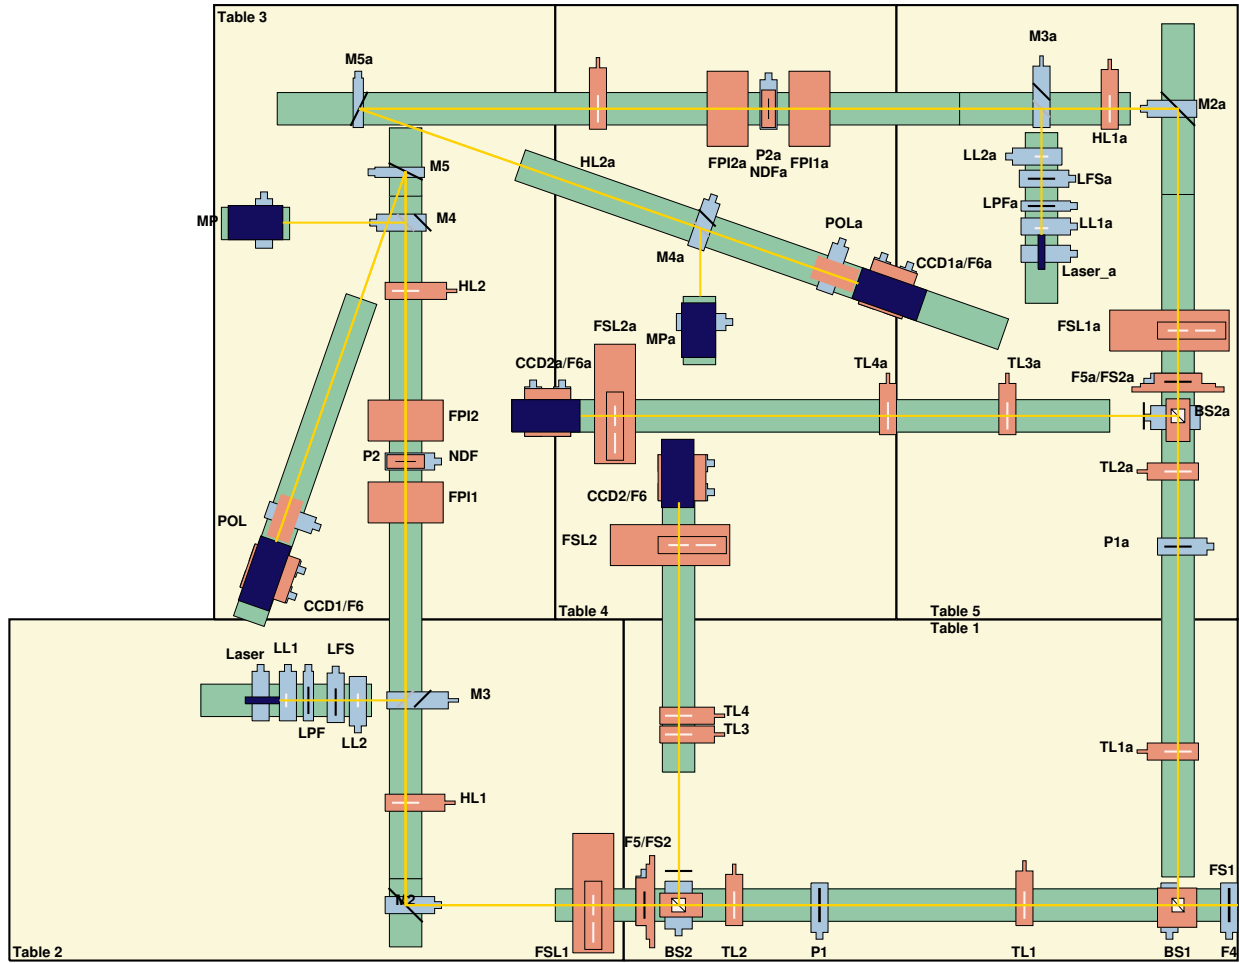 Table 3
M3a
M5a
M2a
HL1a
P2a
HL2a
FPI2a
FPI1a
NDFa
LL2a
M5
LFSa
LPFa
MP
M4
POLa
LL1a
M4a
CCD1a/F6a
Laser_a
HL2
FSL2a
FSL1a
MPa
CCD2a/F6a
TL4a
TL3a
F5a/FS2a
FPI2
BS2a
P2
NDF
TL2a
CCD2/F6
FPI1
POL
FSL2
P1a
CCD1/F6
Table 4
Table 5
Table 1
Laser
LL1
LFS
M3
LPF
LL2
TL4
TL3
TL1a
HL1
F5/FS2
FS1
M2
Table 2
FSL1
BS2
TL2
P1
TL1
BS1
F4